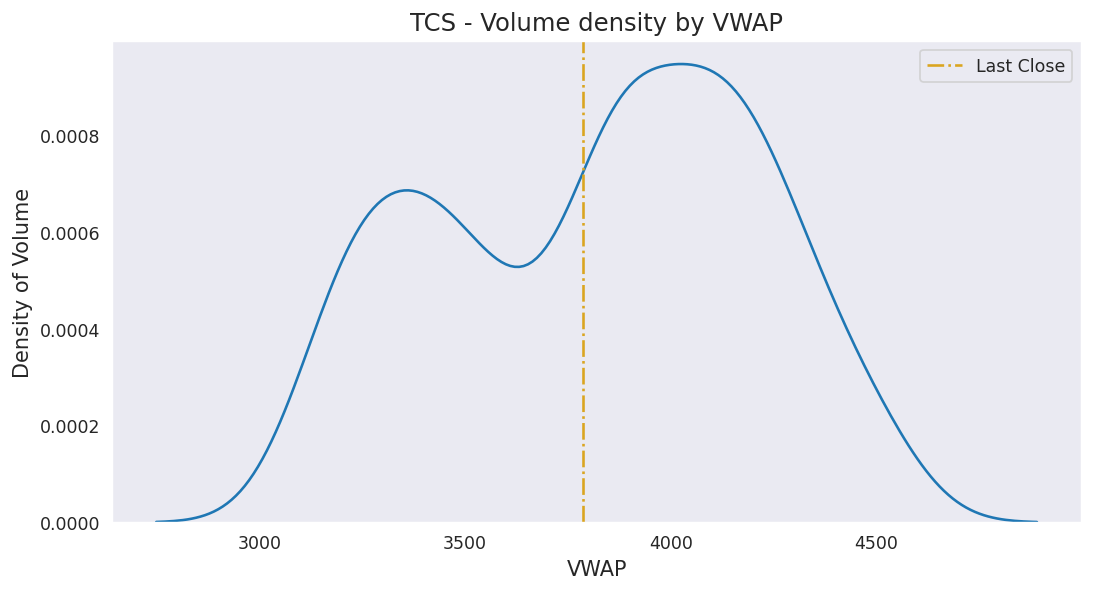 TCS - Volume density by VWAP
Last Close
Density of Volume
0.0008
0.0006
0.0004
0.0002
0.0000
3000
3500
4000
4500
VWAP